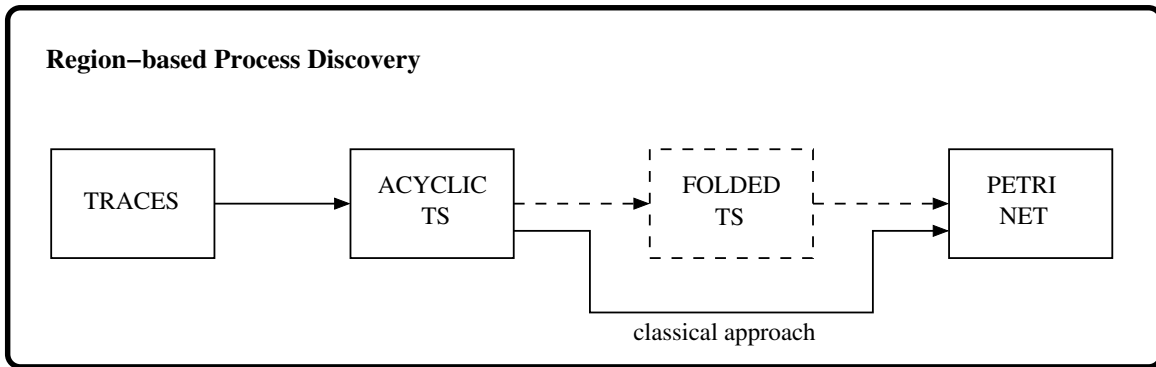 Region−based Process Discovery
TRACES
ACYCLIC
TS
FOLDED
TS
PETRI
NET
classical approach